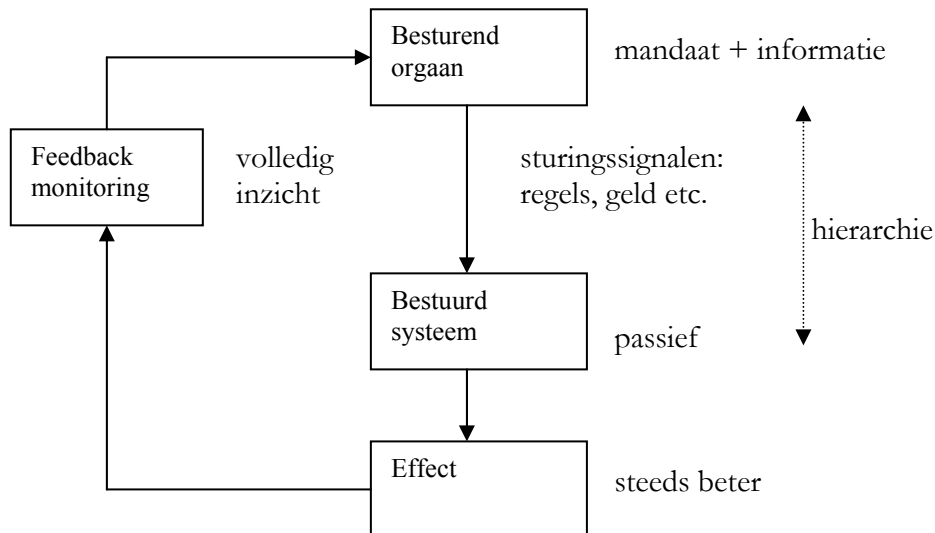 Besturend
orgaan
mandaat + informatie
Feedback
monitoring
volledig
inzicht
sturingssignalen:
regels, geld etc.
hierarchie
Bestuurd
systeem
passief
Effect
steeds beter